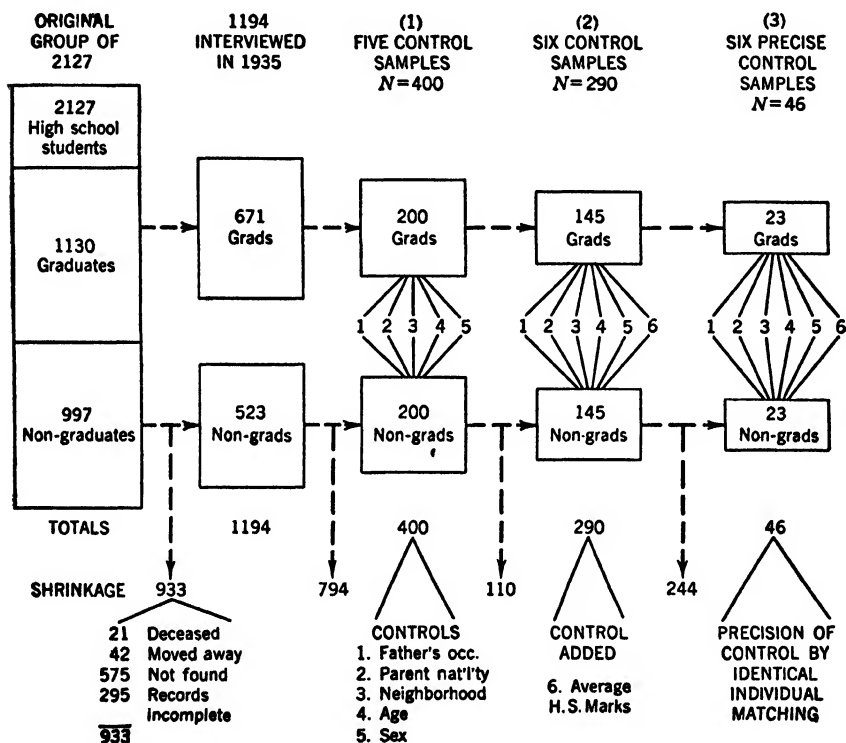 ORIGINAL
GROUP OF
2127
1194
INTERVIEWED
IN 1935
(1)
FIVE CONTROL
SAMPLES
N=400
(2)
SIX CONTROL
SAMPLES
N=290
(3)
SIX PRECISE
CONTROL
SAMPLES
N=46
2127
High school
students
1130
Graduates
671
Grads
200
Grads
145
Grads
23
Grads
1 2 3 4 5
1 2 3 4 5 6
1 2 3 4 5 6
997
Non-graduates
523
Non-grads
200
Non-grads
145
Non-grads
23
Non-grads
TOTALS 1194 400 290 46
SHRINKAGE 933 794 110 244
21 Deceased
42 Moved away
575 Not found
295 Records
incomplete
933
CONTROLS
1. Father's occ.
2. Parent nat'l'ty
3. Neighborhood
4. Age
5. Sex
CONTROL
ADDED
6. Average
H.S. Marks
PRECISION OF
CONTROL BY
IDENTICAL
INDIVIDUAL
MATCHING